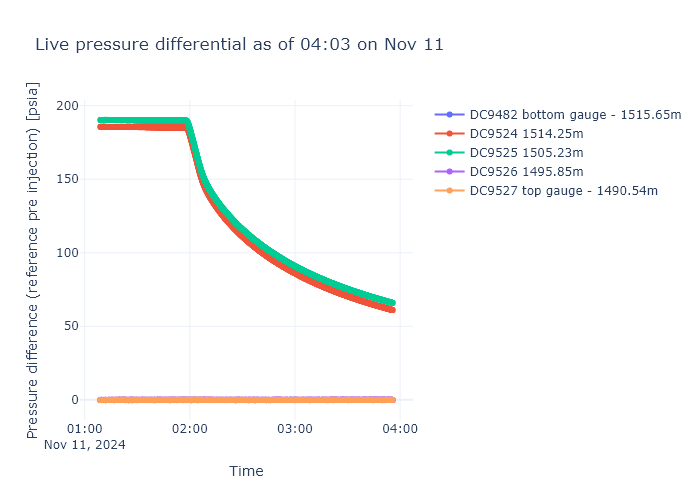 Live pressure differential as of 04:03 on Nov 11
Pressure difference (reference pre injection) [psia]
200
150
100
50
0
01:00
02:00
03:00
04:00
Nov 11, 2024
Time
DC9482 bottom gauge - 1515.65m
DC9524 1514.25m
DC9525 1505.23m
DC9526 1495.85m
DC9527 top gauge - 1490.54m